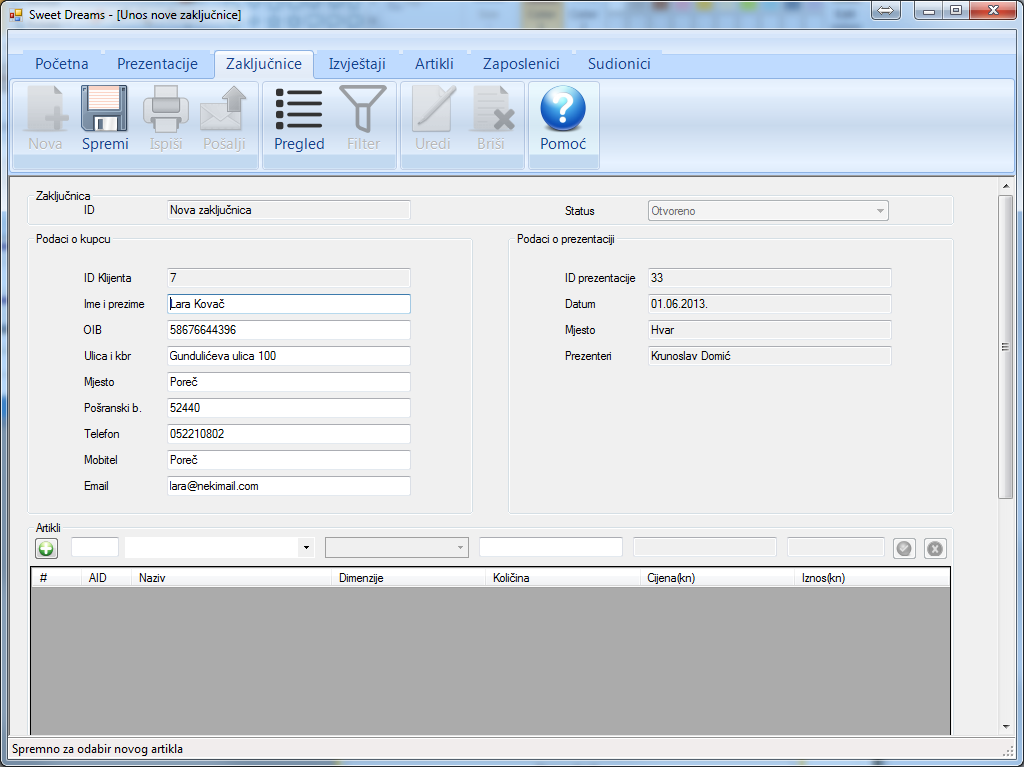 Sweet Dreams - [Unos nove zaključnice]
Početna Prezentacije Zaključnice Izvještaji Artikli Zaposlenici Sudionici
Nova Spremi Ispiši Pošalji Pregled Filter Uredi Briši Pomoć
Zaključnica
ID Nova zaključnica Status Otvoreno
Podaci o kupcu Podaci o prezentaciji
ID Klijenta 7 ID prezentacije 33
Ime i prezime Lara Kovač Datum 01.06.2013.
OIB 58676644396 Mjesto Hvar
Ulica i kbr Gundulićeva ulica 100 Prezenteri Krunoslav Domić
Mjesto Poreč
Pošranski b. 52440
Telefon 052210802
Mobitel Poreč
Email lara@nekimail.com
Artikli
# AID Naziv Dimenzije Količina Cijena(kn) Iznos(kn)
Spremno za odabir novog artikla